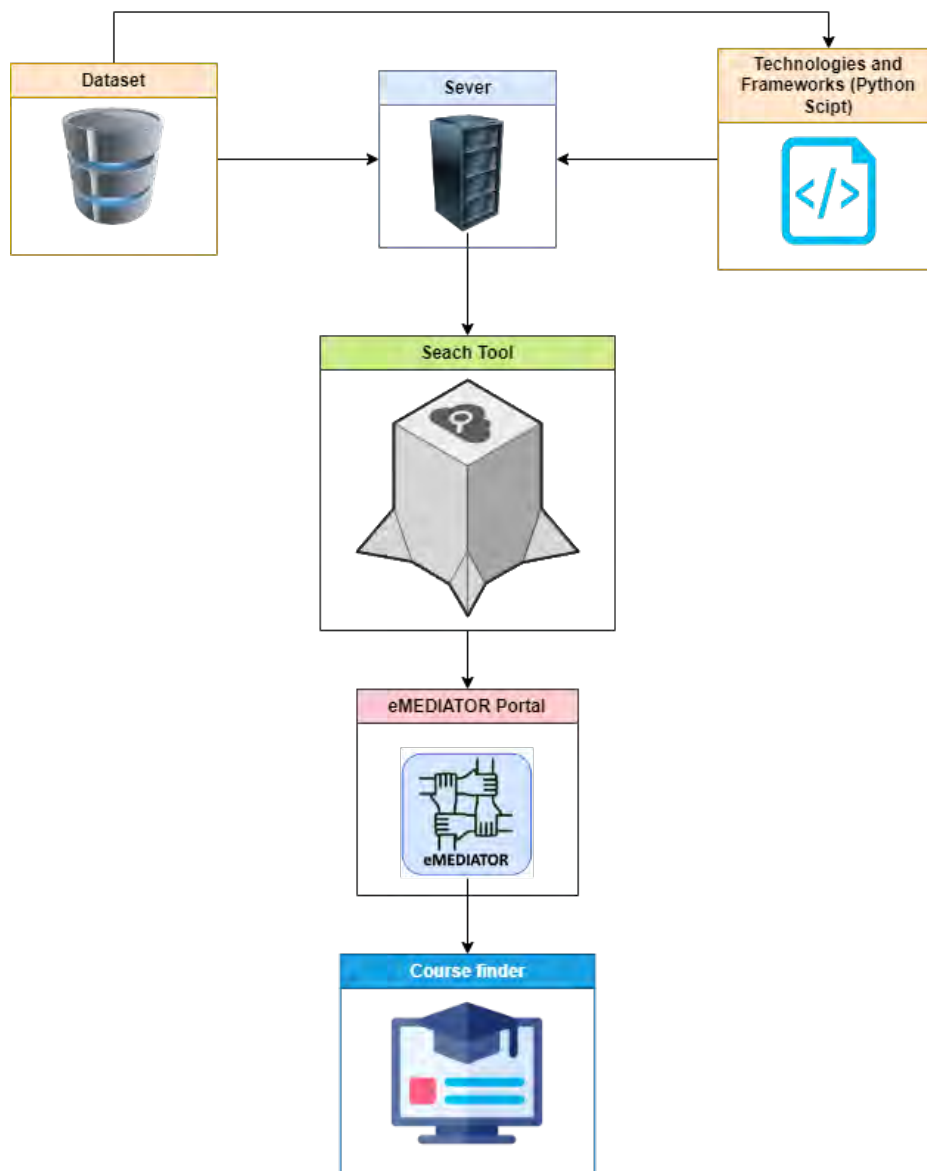 Dataset
Sever
Technologies and
Frameworks (Python
Scipt)
</>
Seach Tool
eMEDIATOR Portal
eMEDIATOR
Course finder